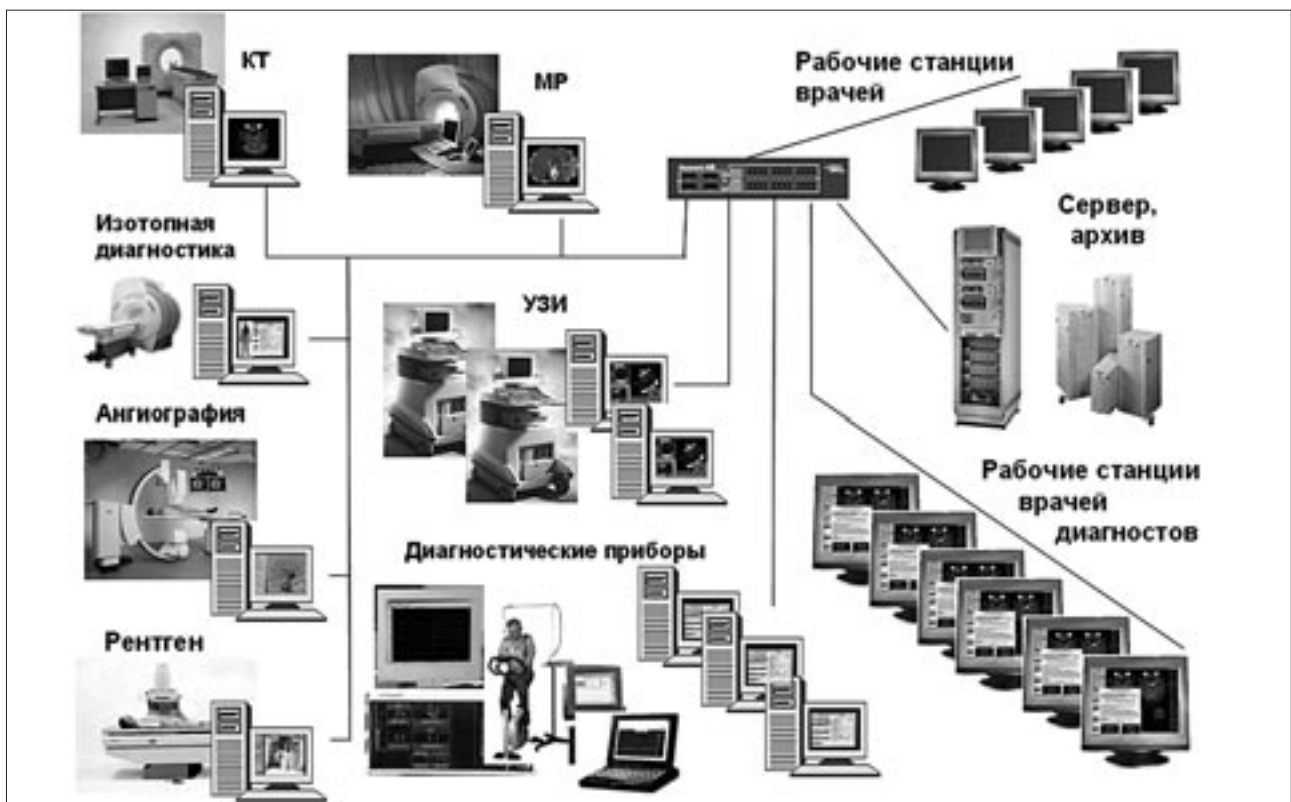 КТ
МР
Рабочие станции
врачей
Изотопная
диагностика
Сервер,
архив
УЗИ
Ангиография
Рабочие станции
врачей
диагностов
Диагностические приборы
Рентген